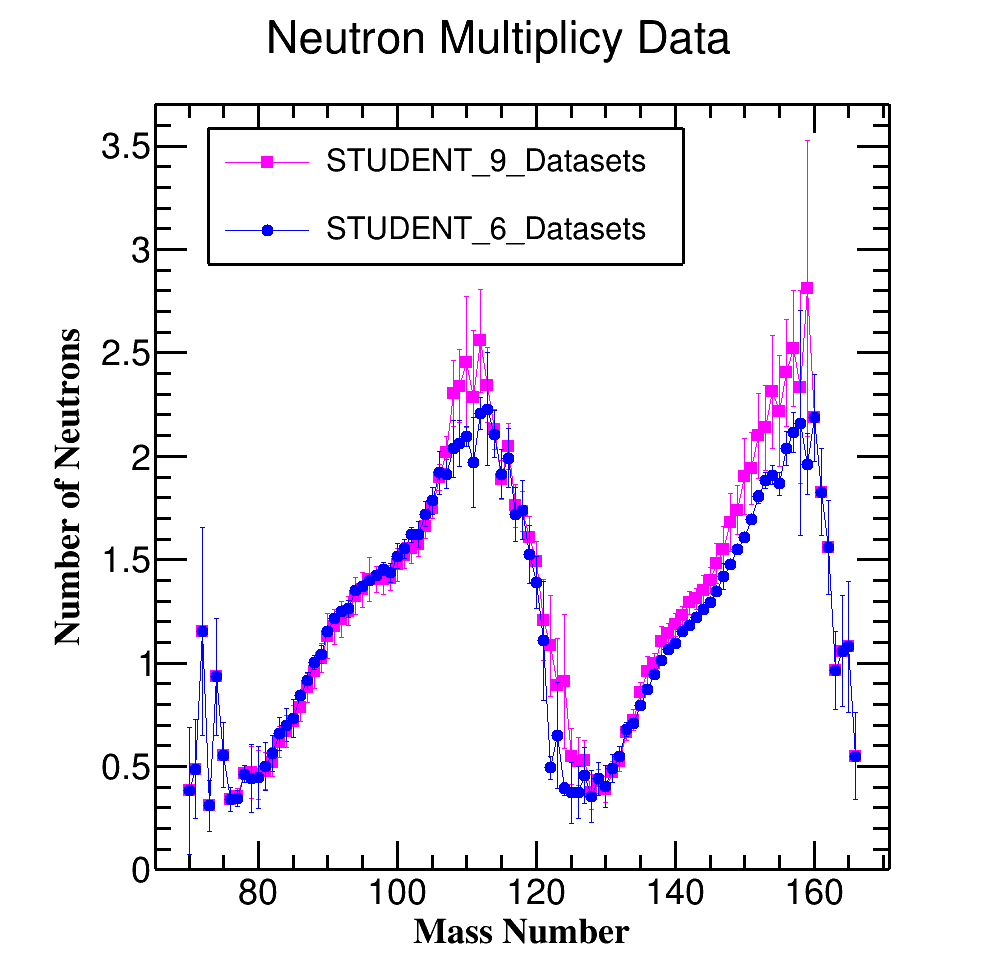 Neutron Multiplicy Data
STUDENT_9_Datasets
STUDENT_6_Datasets
3.5
3
2.5
2
1.5
1
0.5
0
80 100 120 140 160
Number of Neutrons
Mass Number